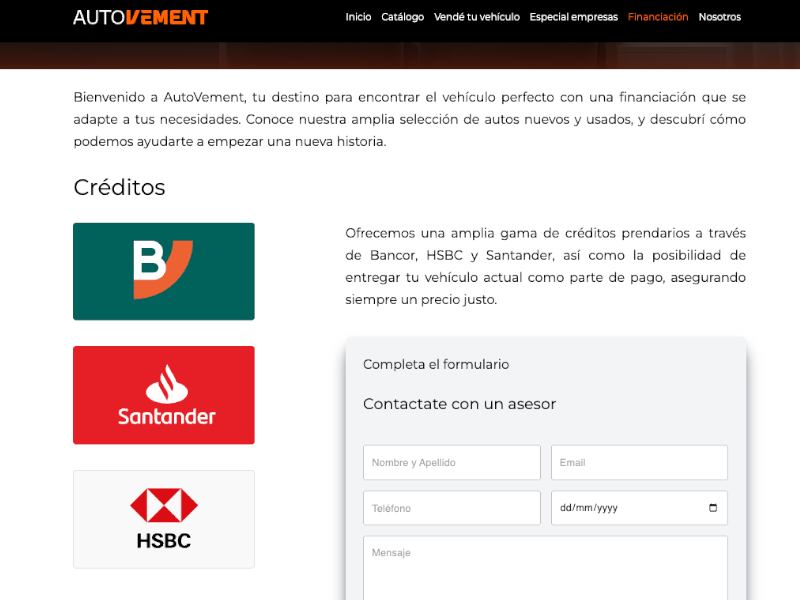 AUTOVEMENT
Inicio Catálogo Vendé tu vehículo Especial empresas Financiación Nosotros
Bienvenido a AutoVement, tu destino para encontrar el vehículo perfecto con una financiación que se
adapte a tus necesidades. Conoce nuestra amplia selección de autos nuevos y usados, y descubrí cómo
podemos ayudarte a empezar una nueva historia.
Créditos
B
Santander
HSBC
Ofrecemos una amplia gama de créditos prendarios a través
de Bancor, HSBC y Santander, así como la posibilidad de
entregar tu vehículo actual como parte de pago, asegurando
siempre un precio justo.
Completa el formulario
Contactate con un asesor
Nombre y Apellido
Email
Teléfono
dd/mm/yyyy
Mensaje